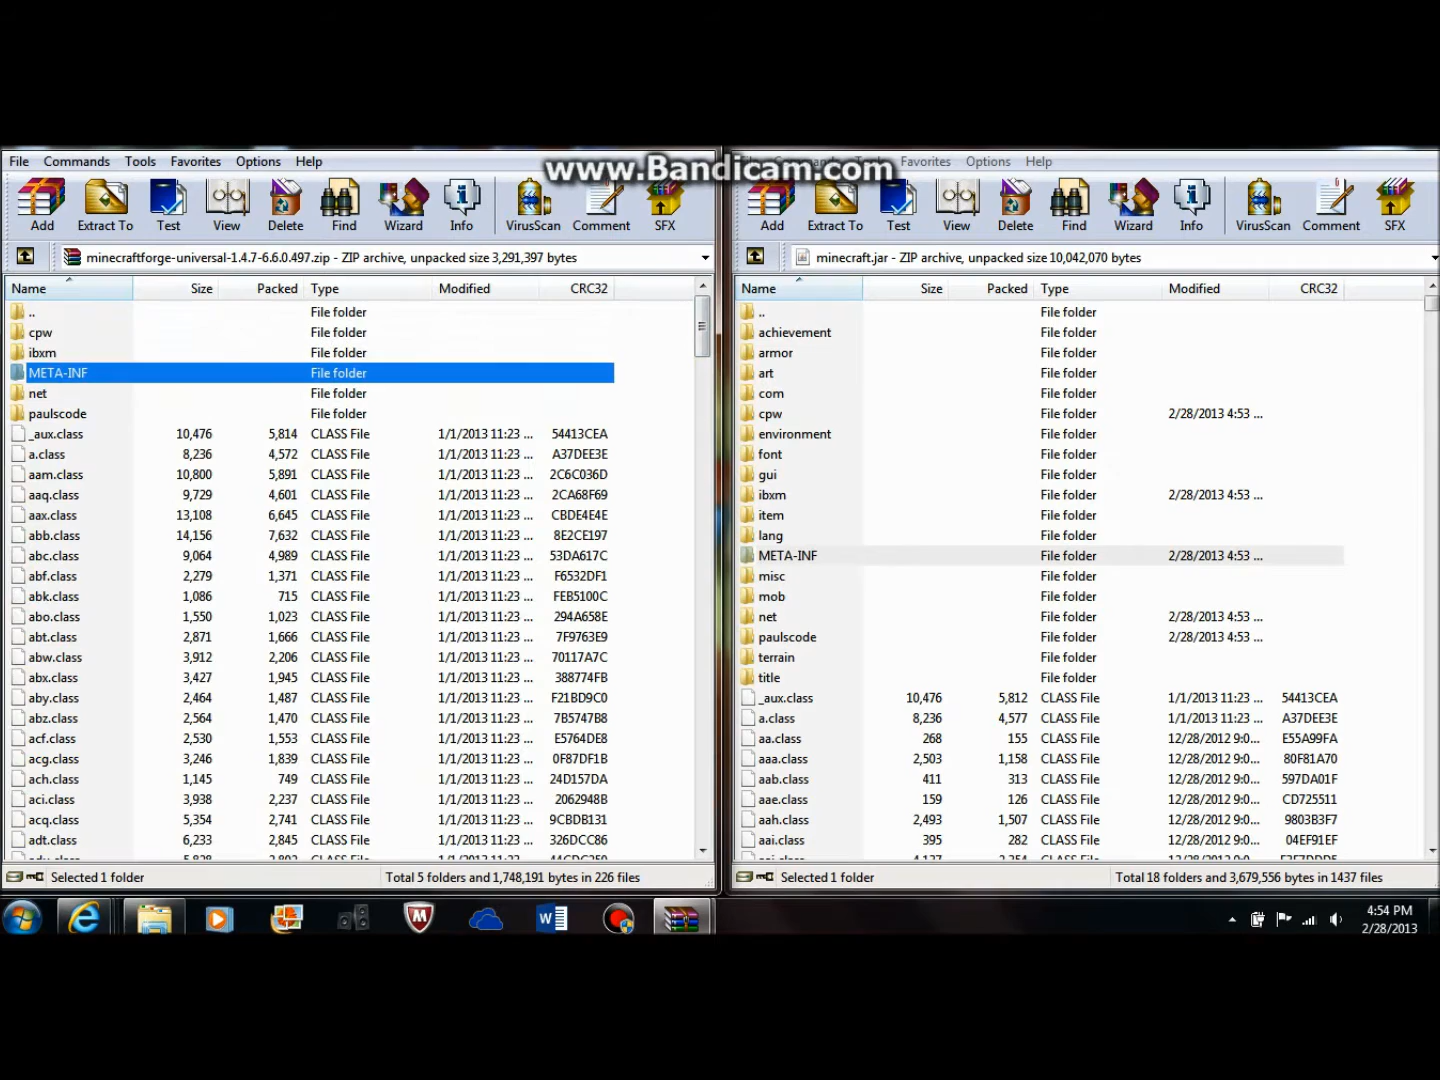 www.Bandicam.com
File Commands Tools Favorites Options Help
Add Extract To Test View Delete Find Wizard Info VirusScan Comment SFX
minecraftforge-universal-1.4.7-6.6.0.497.zip - ZIP archive, unpacked size 3,291,397 bytes
Name Size Packed Type Modified CRC32
.. File folder
cpw File folder
ibxm File folder
META-INF File folder
net File folder
paulscode File folder
_aux.class 10,476 5,814 CLASS File 1/1/2013 11:23 ... 54413CEA
a.class 8,236 4,572 CLASS File 1/1/2013 11:23 ... A37DEE3E
aam.class 10,800 5,891 CLASS File 1/1/2013 11:23 ... 2C6C036D
aaq.class 9,729 4,601 CLASS File 1/1/2013 11:23 ... 2CA68F69
aax.class 13,108 6,645 CLASS File 1/1/2013 11:23 ... CBDE4E4E
abb.class 14,156 7,632 CLASS File 1/1/2013 11:23 ... 8E2CE197
abc.class 9,064 4,989 CLASS File 1/1/2013 11:23 ... 53DA617C
abf.class 2,279 1,371 CLASS File 1/1/2013 11:23 ... F6532DF1
abk.class 1,086 715 CLASS File 1/1/2013 11:23 ... FEB5100C
abo.class 1,550 1,023 CLASS File 1/1/2013 11:23 ... 294A658E
abt.class 2,871 1,666 CLASS File 1/1/2013 11:23 ... 7F9763E9
abw.class 3,912 2,206 CLASS File 1/1/2013 11:23 ... 70117A7C
abx.class 3,427 1,945 CLASS File 1/1/2013 11:23 ... 388774FB
aby.class 2,464 1,487 CLASS File 1/1/2013 11:23 ... F21BD9C0
abz.class 2,564 1,470 CLASS File 1/1/2013 11:23 ... 7B5747B8
acf.class 2,530 1,553 CLASS File 1/1/2013 11:23 ... E5764DE8
acg.class 3,246 1,839 CLASS File 1/1/2013 11:23 ... 0F87DF1B
ach.class 1,145 749 CLASS File 1/1/2013 11:23 ... 24D157DA
aci.class 3,938 2,237 CLASS File 1/1/2013 11:23 ... 2062948B
acq.class 5,354 2,741 CLASS File 1/1/2013 11:23 ... 9CBDB131
adt.class 6,233 2,845 CLASS File 1/1/2013 11:23 ... 326DCC86
Selected 1 folder Total 5 folders and 1,748,191 bytes in 226 files
Favorites Options Help
Add Extract To Test View Delete Find Wizard Info VirusScan Comment SFX
minecraft.jar - ZIP archive, unpacked size 10,042,070 bytes
Name Size Packed Type Modified CRC32
.. File folder
achievement File folder
armor File folder
art File folder
com File folder
cpw File folder 2/28/2013 4:53 ...
environment File folder
font File folder
gui File folder
ibxm File folder 2/28/2013 4:53 ...
item File folder
lang File folder
META-INF File folder 2/28/2013 4:53 ...
misc File folder
mob File folder
net File folder 2/28/2013 4:53 ...
paulscode File folder 2/28/2013 4:53 ...
terrain File folder
title File folder
_aux.class 10,476 5,812 CLASS File 1/1/2013 11:23 ... 54413CEA
a.class 8,236 4,577 CLASS File 1/1/2013 11:23 ... A37DEE3E
aa.class 268 155 CLASS File 12/28/2012 9:0... E55A99FA
aaa.class 2,503 1,158 CLASS File 12/28/2012 9:0... 80F81A70
aab.class 411 313 CLASS File 12/28/2012 9:0... 597DA01F
aae.class 159 126 CLASS File 12/28/2012 9:0... CD725511
aah.class 2,493 1,507 CLASS File 12/28/2012 9:0... 9803B3F7
aai.class 395 282 CLASS File 12/28/2012 9:0... 04EF91EF
Selected 1 folder Total 18 folders and 3,679,556 bytes in 1437 files
4:54 PM
2/28/2013